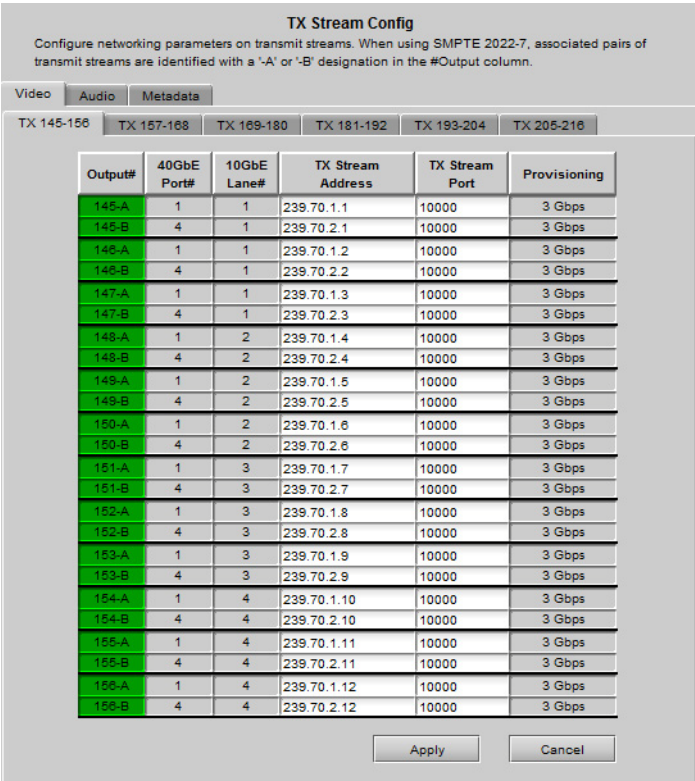 TX Stream Config
Configure networking parameters on transmit streams. When using SMPTE 2022-7, associated pairs of
transmit streams are identified with a '-A' or '-B' designation in the #Output column.
Video Audio Metadata
TX 145-156 TX 157-168 TX 169-180 TX 181-192 TX 193-204 TX 205-216
Output# 40GbE Port# 10GbE Lane# TX Stream Address TX Stream Port Provisioning
145-A 1 1 239.70.1.1 10000 3 Gbps
145-B 4 1 239.70.2.1 10000 3 Gbps
146-A 1 1 239.70.1.2 10000 3 Gbps
146-B 4 1 239.70.2.2 10000 3 Gbps
147-A 1 1 239.70.1.3 10000 3 Gbps
147-B 4 1 239.70.2.3 10000 3 Gbps
148-A 1 2 239.70.1.4 10000 3 Gbps
148-B 4 2 239.70.2.4 10000 3 Gbps
149-A 1 2 239.70.1.5 10000 3 Gbps
149-B 4 2 239.70.2.5 10000 3 Gbps
150-A 1 2 239.70.1.6 10000 3 Gbps
150-B 4 2 239.70.2.6 10000 3 Gbps
151-A 1 3 239.70.1.7 10000 3 Gbps
151-B 4 3 239.70.2.7 10000 3 Gbps
152-A 1 3 239.70.1.8 10000 3 Gbps
152-B 4 3 239.70.2.8 10000 3 Gbps
153-A 1 3 239.70.1.9 10000 3 Gbps
153-B 4 3 239.70.2.9 10000 3 Gbps
154-A 1 4 239.70.1.10 10000 3 Gbps
154-B 4 4 239.70.2.10 10000 3 Gbps
155-A 1 4 239.70.1.11 10000 3 Gbps
155-B 4 4 239.70.2.11 10000 3 Gbps
156-A 1 4 239.70.1.12 10000 3 Gbps
156-B 4 4 239.70.2.12 10000 3 Gbps
Apply Cancel